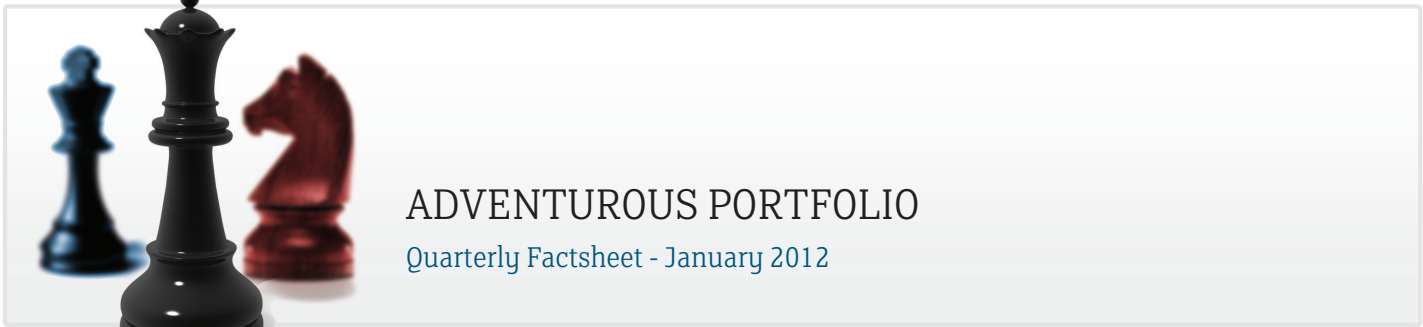 ADVENTUROUS PORTFOLIO
Quarterly Factsheet - January 2012